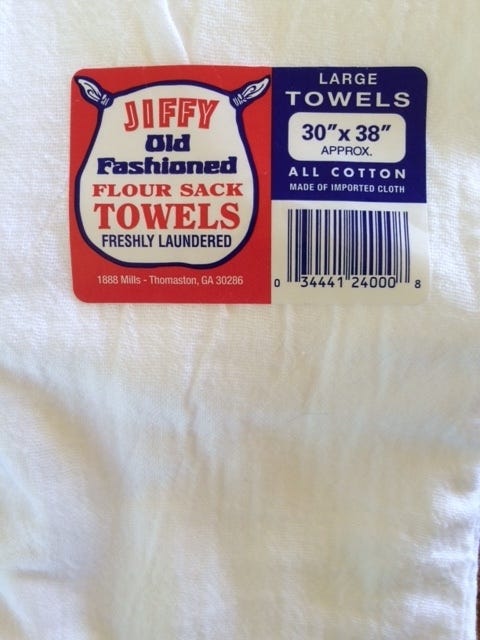 JIFFY
Old
Fashioned
FLOUR SACK
TOWELS
FRESHLY LAUNDERED
1888 Mills - Thomaston, GA 30286
LARGE
TOWELS
30" x 38"
APPROX.
ALL COTTON
MADE OF IMPORTED CLOTH
0 34441 24000 8